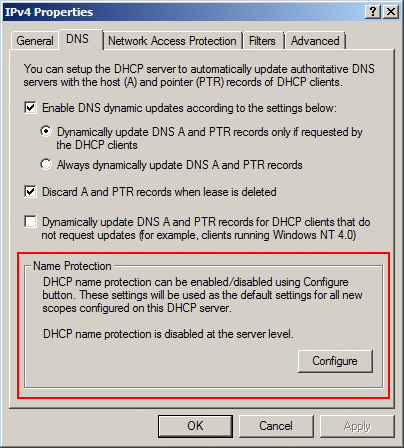 IPv4 Properties
General DNS Network Access Protection Filters Advanced
You can setup the DHCP server to automatically update authoritative DNS
servers with the host (A) and pointer (PTR) records of DHCP clients.
Enable DNS dynamic updates according to the settings below:
Dynamically update DNS A and PTR records only if requested by
the DHCP clients
Always dynamically update DNS A and PTR records
Discard A and PTR records when lease is deleted
Dynamically update DNS A and PTR records for DHCP clients that do
not request updates (for example, clients running Windows NT 4.0)
Name Protection
DHCP name protection can be enabled/disabled using Configure
button. These settings will be used as the default settings for all new
scopes configured on this DHCP server.
DHCP name protection is disabled at the server level.
Configure
OK Cancel Apply